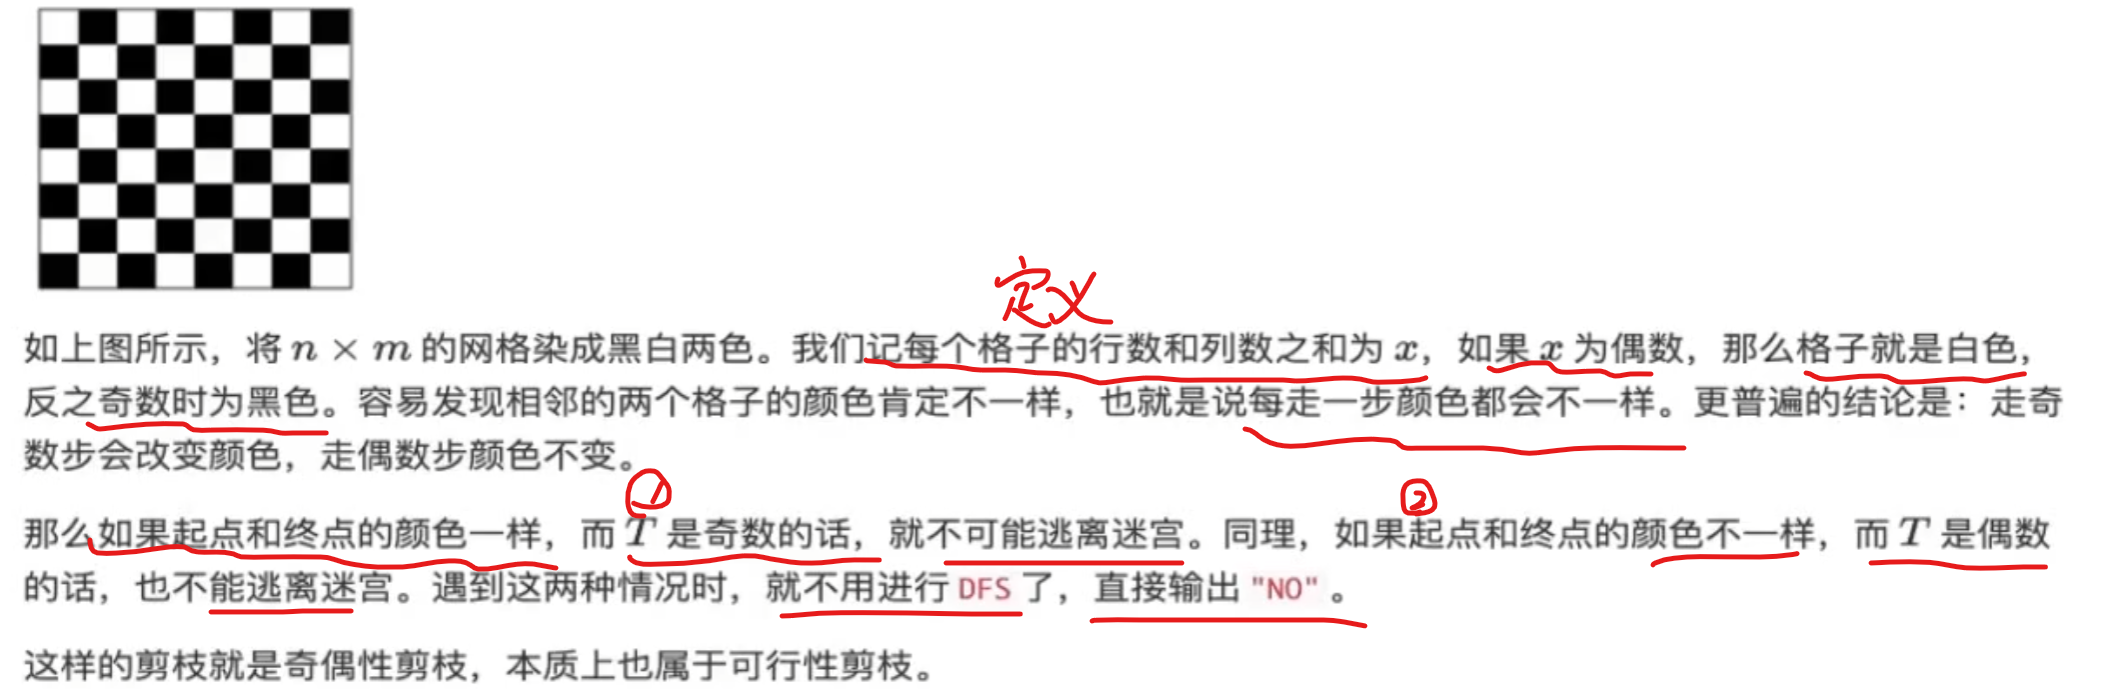 定义
如上图所示，将 n × m 的网格染成黑白两色。我们记每个格子的行数和列数之和为 x，如果 x 为偶数，那么格子就是白色，
反之奇数时为黑色。容易发现相邻的两个格子的颜色肯定不一样，也就是说每走一步颜色都会不一样。更普遍的结论是：走奇
数步会改变颜色，走偶数步颜色不变。
① ②
那么如果起点和终点的颜色一样，而 T 是奇数的话，就不可能逃离迷宫。同理，如果起点和终点的颜色不一样，而 T 是偶数
的话，也不能逃离迷宫。遇到这两种情况时，就不用进行 DFS 了，直接输出 "NO" 。
这样的剪枝就是奇偶性剪枝，本质上也属于可行性剪枝。